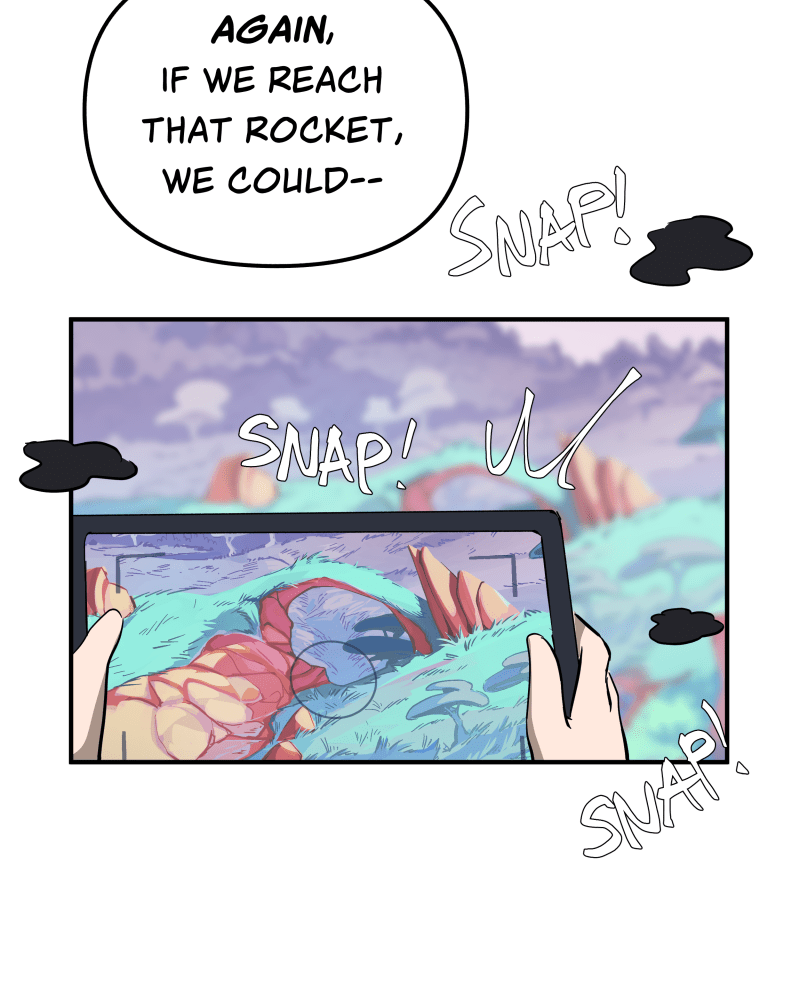 AGAIN,
IF WE REACH
THAT ROCKET,
WE COULD--
SNAP!
SNAP!
SNAP!